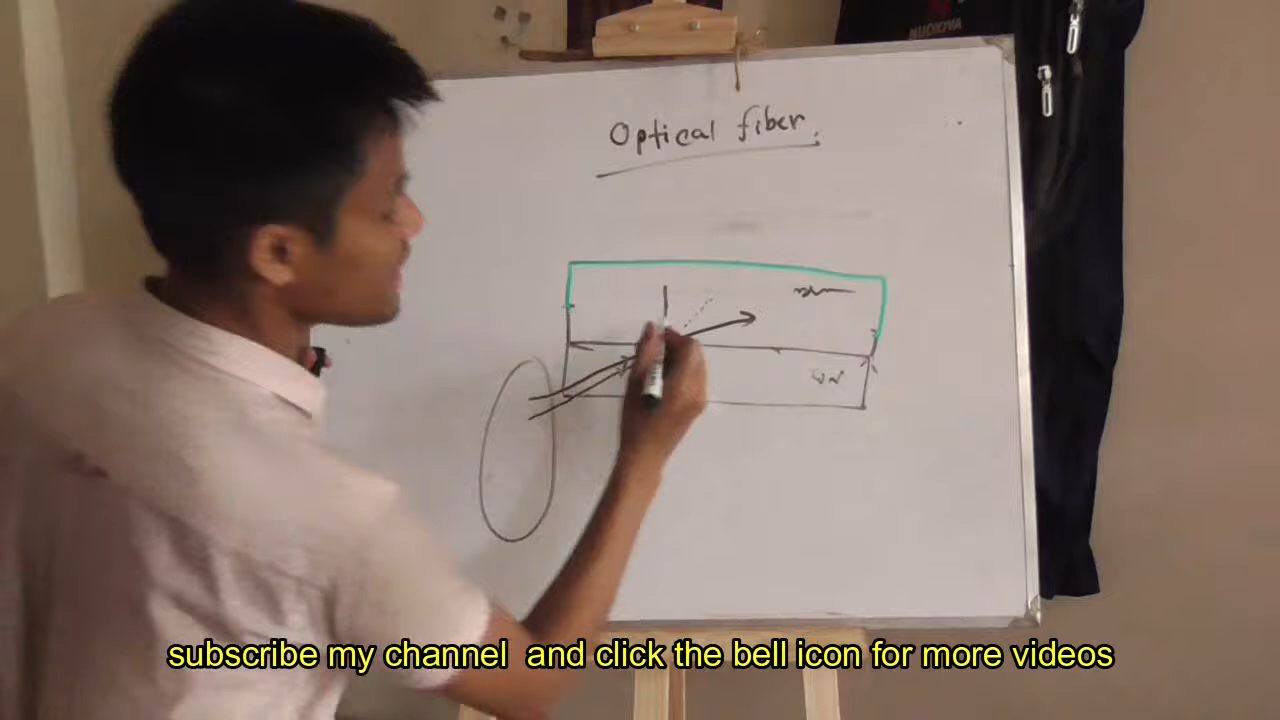 Optical fiber.
subscribe my channel and click the bell icon for more videos